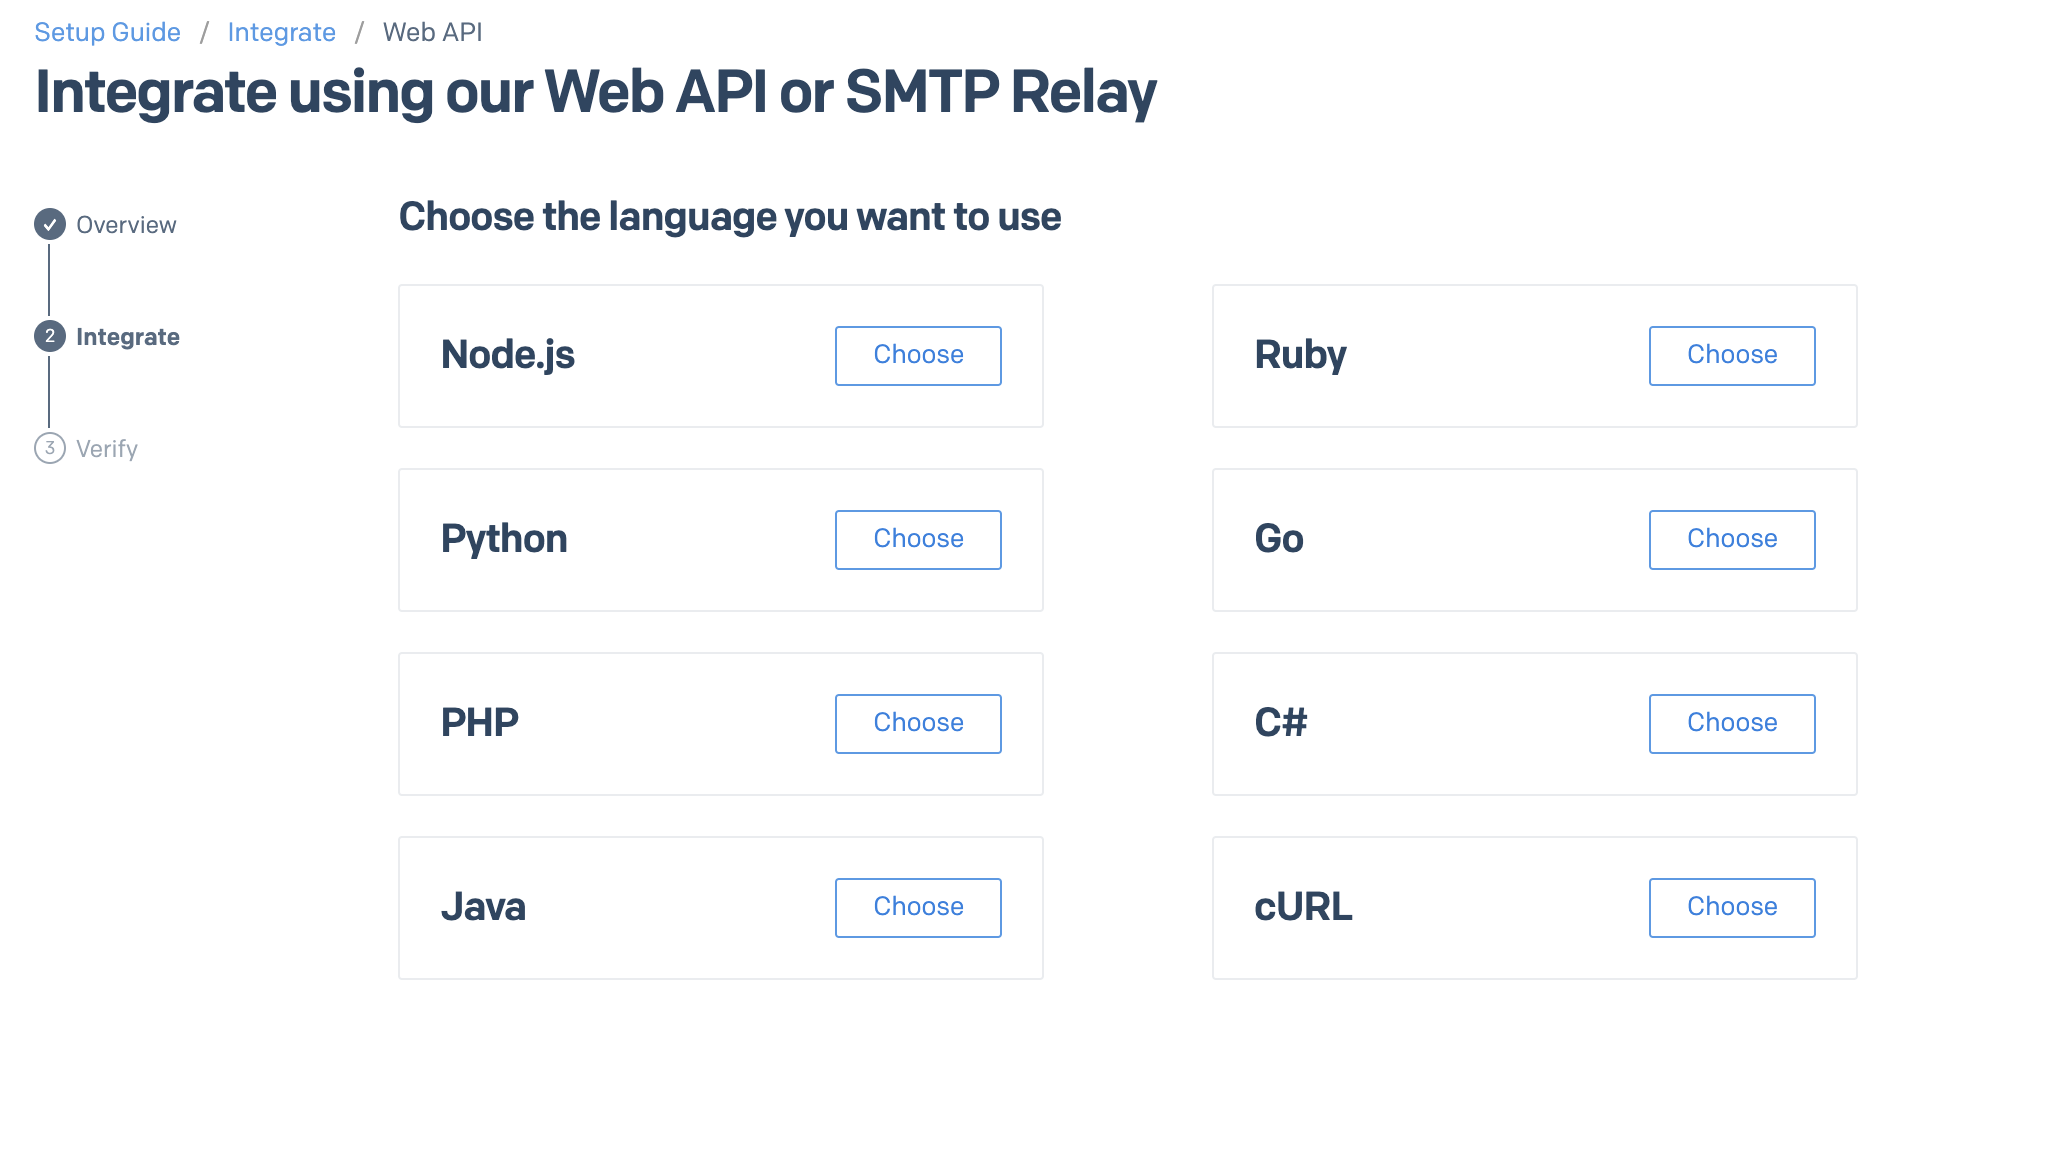 Setup Guide / Integrate / Web API
Integrate using our Web API or SMTP Relay
Overview
2 Integrate
3 Verify
Choose the language you want to use
Node.js Choose
Ruby Choose
Python Choose
Go Choose
PHP Choose
C# Choose
Java Choose
cURL Choose